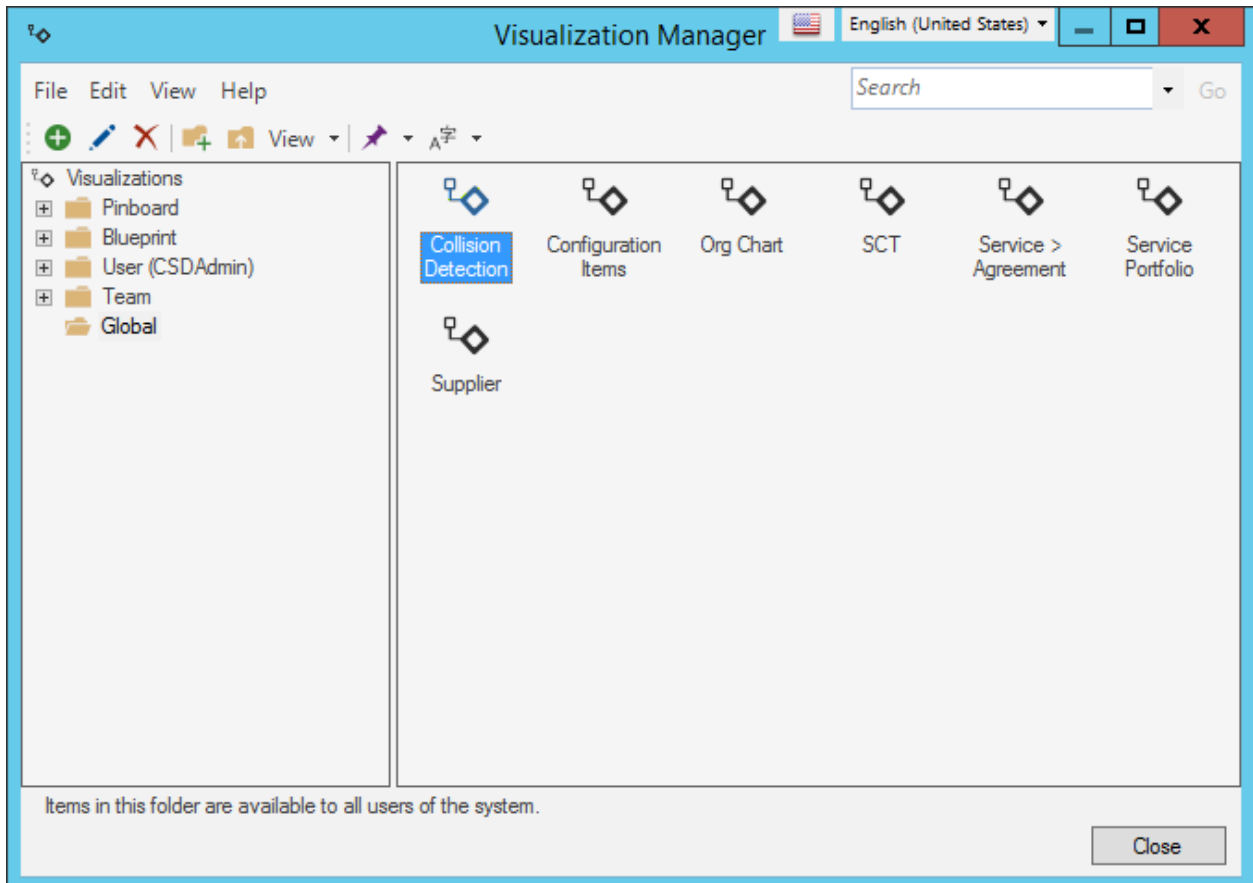 Visualization Manager
English (United States)
File Edit View Help
Search
Go
View
A字
Visualizations
Pinboard
Blueprint
User (CSDAdmin)
Team
Global
Collision
Detection
Configuration
Items
Org Chart
SCT
Service >
Agreement
Service
Portfolio
Supplier
Items in this folder are available to all users of the system.
Close